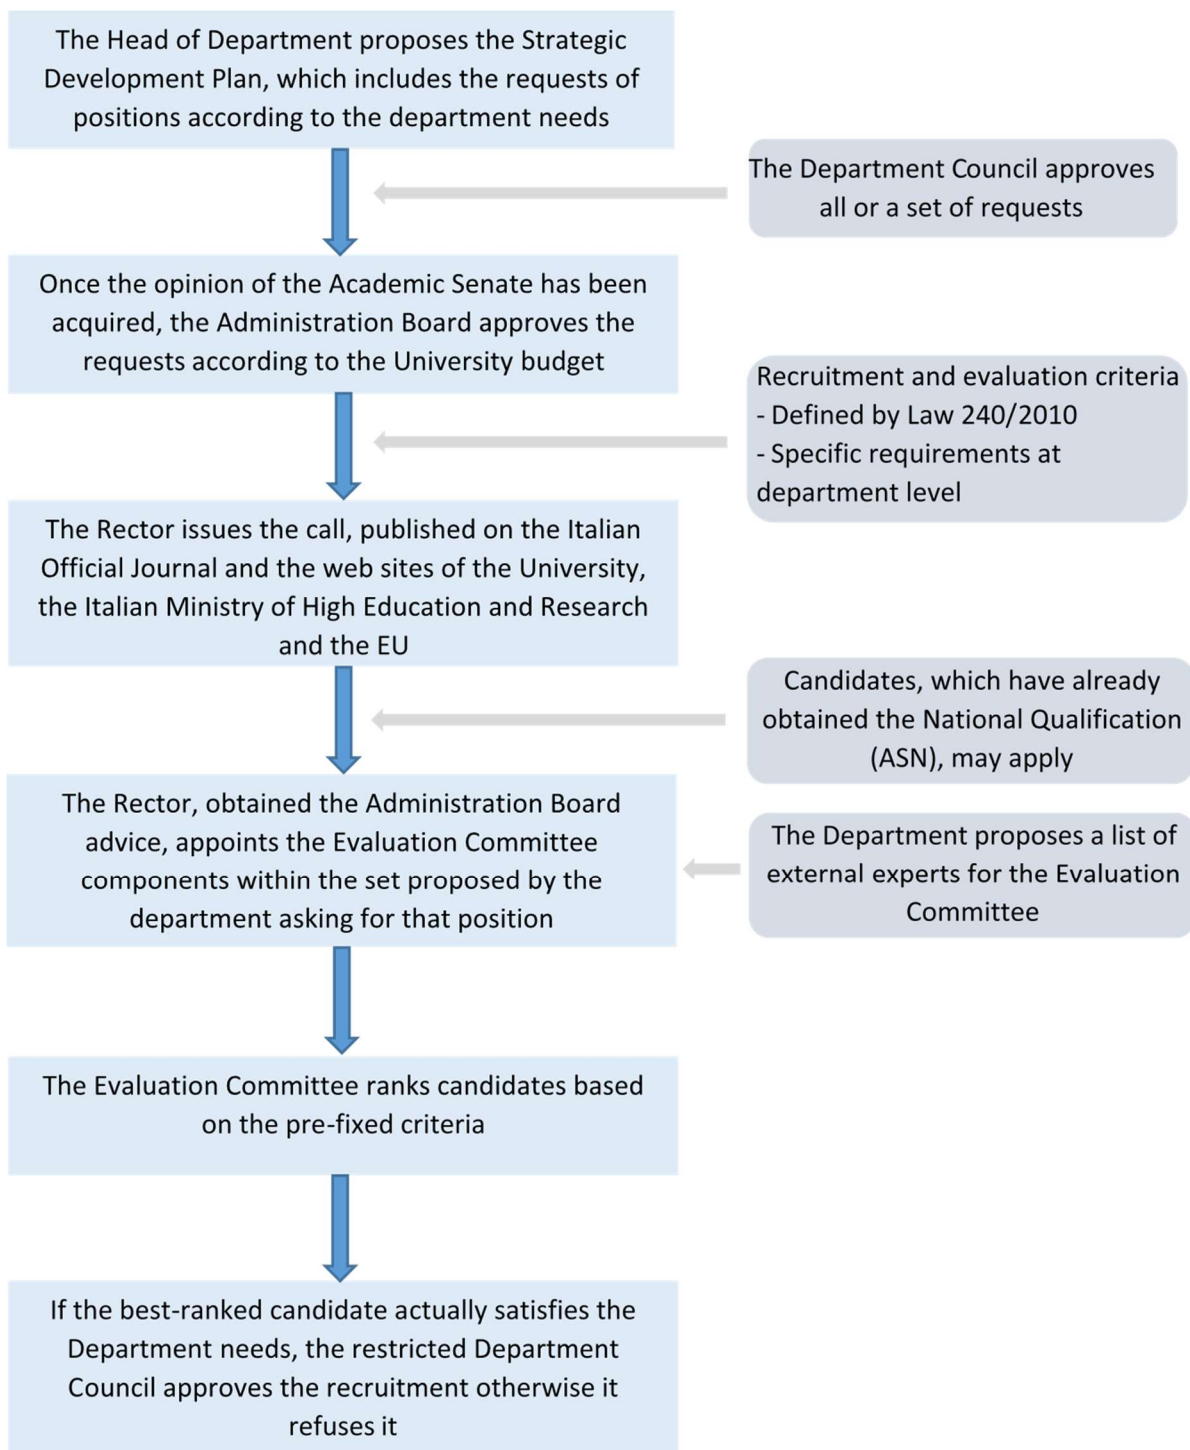 The Head of Department proposes the Strategic
Development Plan, which includes the requests of
positions according to the department needs
The Department Council approves
all or a set of requests
Once the opinion of the Academic Senate has been
acquired, the Administration Board approves the
requests according to the University budget
Recruitment and evaluation criteria
- Defined by Law 240/2010
- Specific requirements at
department level
The Rector issues the call, published on the Italian
Official Journal and the web sites of the University,
the Italian Ministry of High Education and Research
and the EU
Candidates, which have already
obtained the National Qualification
(ASN), may apply
The Rector, obtained the Administration Board
advice, appoints the Evaluation Committee
components within the set proposed by the
department asking for that position
The Department proposes a list of
external experts for the Evaluation
Committee
The Evaluation Committee ranks candidates based
on the pre-fixed criteria
If the best-ranked candidate actually satisfies the
Department needs, the restricted Department
Council approves the recruitment otherwise it
refuses it